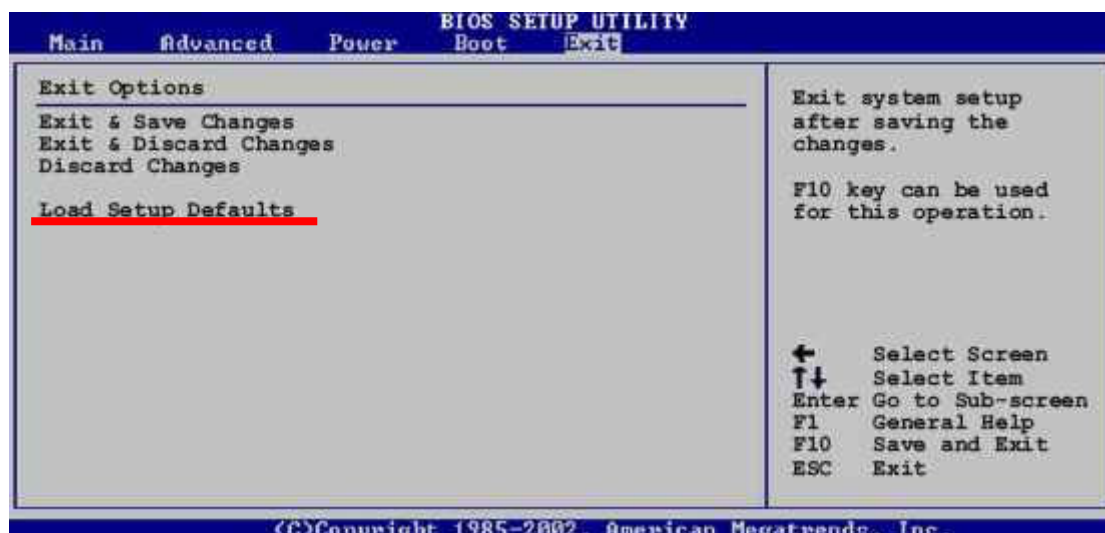 BIOS SETUP UTILITY
Main Advanced Power Boot Exit
Exit Options
Exit & Save Changes
Exit & Discard Changes
Discard Changes
Load Setup Defaults
Exit system setup
after saving the
changes.
F10 key can be used
for this operation.
← Select Screen
↑↓ Select Item
Enter Go to Sub-screen
F1 General Help
F10 Save and Exit
ESC Exit
(C)Copyright 1985-2002, American Megatrends, Inc.